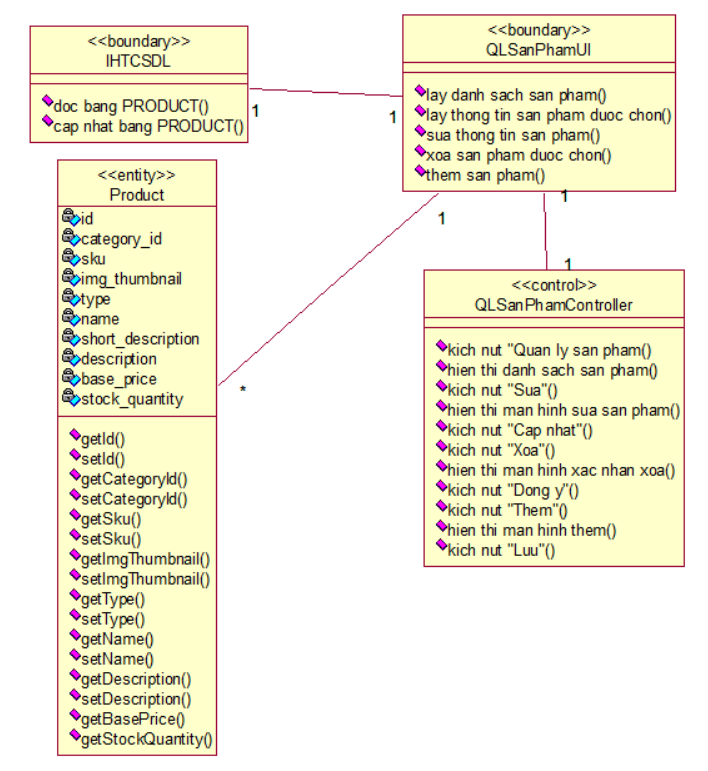 <<boundary>>
IHTCSDL
doc bang PRODUCT()
cap nhat bang PRODUCT()
1
<<boundary>>
QLSanPhamUI
lay danh sach san pham()
lay thong tin san pham duoc chon()
sua thong tin san pham()
xoa san pham duoc chon()
them san pham()
1
1
1
<<entity>>
Product
id
category_id
sku
img_thumbnail
type
name
short_description
description
base_price
stock_quantity
getId()
setId()
getCategoryId()
setCategoryId()
getSku()
setSku()
getImgThumbnail()
setImgThumbnail()
getType()
setType()
getName()
setName()
getDescription()
setDescription()
getBasePrice()
getStockQuantity()
*
1
<<control>>
QLSanPhamController
kich nut "Quan ly san pham()
hien thi danh sach san pham()
kich nut "Sua"()
hien thi man hinh sua san pham()
kich nut "Cap nhat"()
kich nut "Xoa"()
hien thi man hinh xac nhan xoa()
kich nut "Dong y"()
kich nut "Them"()
hien thi man hinh them()
kich nut "Luu"()